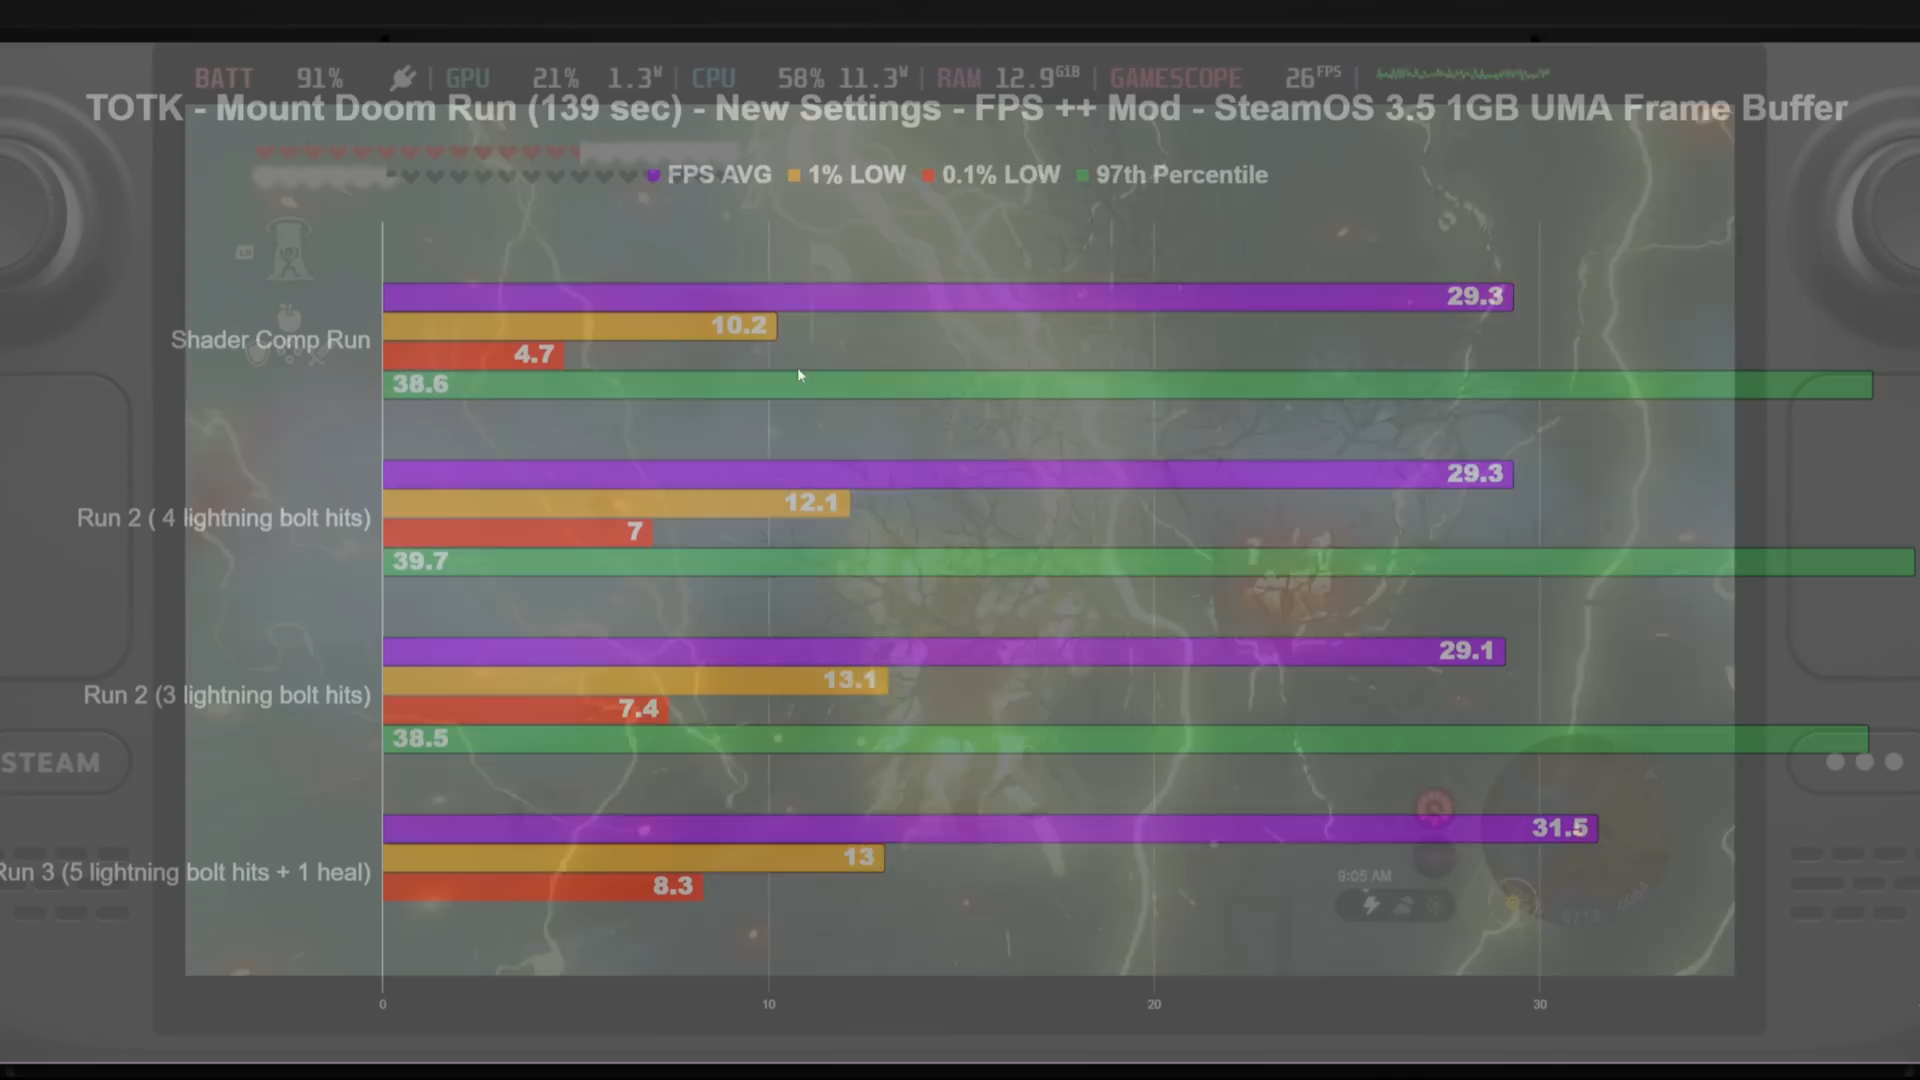 BATT 91% | GPU 21% 1.3W | CPU 58% 11.3W | RAM 12.9GiB | GAMESCOPE 26FPS |
TOTK - Mount Doom Run (139 sec) - New Settings - FPS ++ Mod - SteamOS 3.5 1GB UMA Frame Buffer
FPS AVG 1% LOW 0.1% LOW 97th Percentile
Shader Comp Run
29.3
10.2
4.7
38.6
Run 2 ( 4 lightning bolt hits)
29.3
12.1
7
39.7
Run 2 (3 lightning bolt hits)
29.1
13.1
7.4
38.5
STEAM
Run 3 (5 lightning bolt hits + 1 heal)
31.5
13
8.3
9:05 AM
0 10 20 30